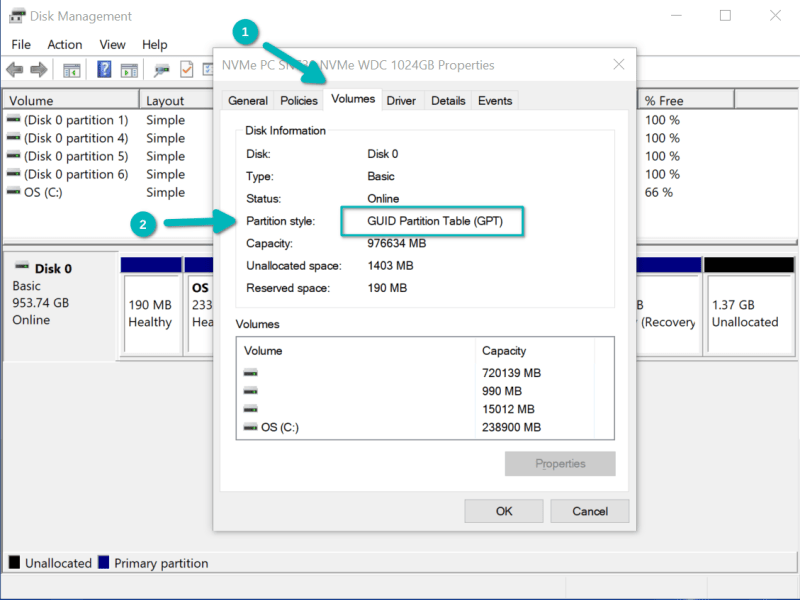 Disk Management
File Action View Help
1
NVMe PC SN NVMe WDC 1024GB Properties
General Policies Volumes Driver Details Events
Volume Layout % Free
(Disk 0 partition 1) Simple 100 %
(Disk 0 partition 4) Simple 100 %
(Disk 0 partition 5) Simple 100 %
(Disk 0 partition 6) Simple 100 %
OS (C:) Simple 66 %
Disk Information
Disk: Disk 0
Type: Basic
Status: Online
2
Partition style: GUID Partition Table (GPT)
Capacity: 976634 MB
Unallocated space: 1403 MB
Reserved space: 190 MB
Volumes
Volume Capacity
720139 MB
990 MB
15012 MB
OS (C:) 238900 MB
Properties
OK Cancel
Disk 0
Basic
953.74 GB
Online
190 MB
Healthy
OS
233
Hea
B
(Recovery
1.37 GB
Unallocated
Unallocated Primary partition